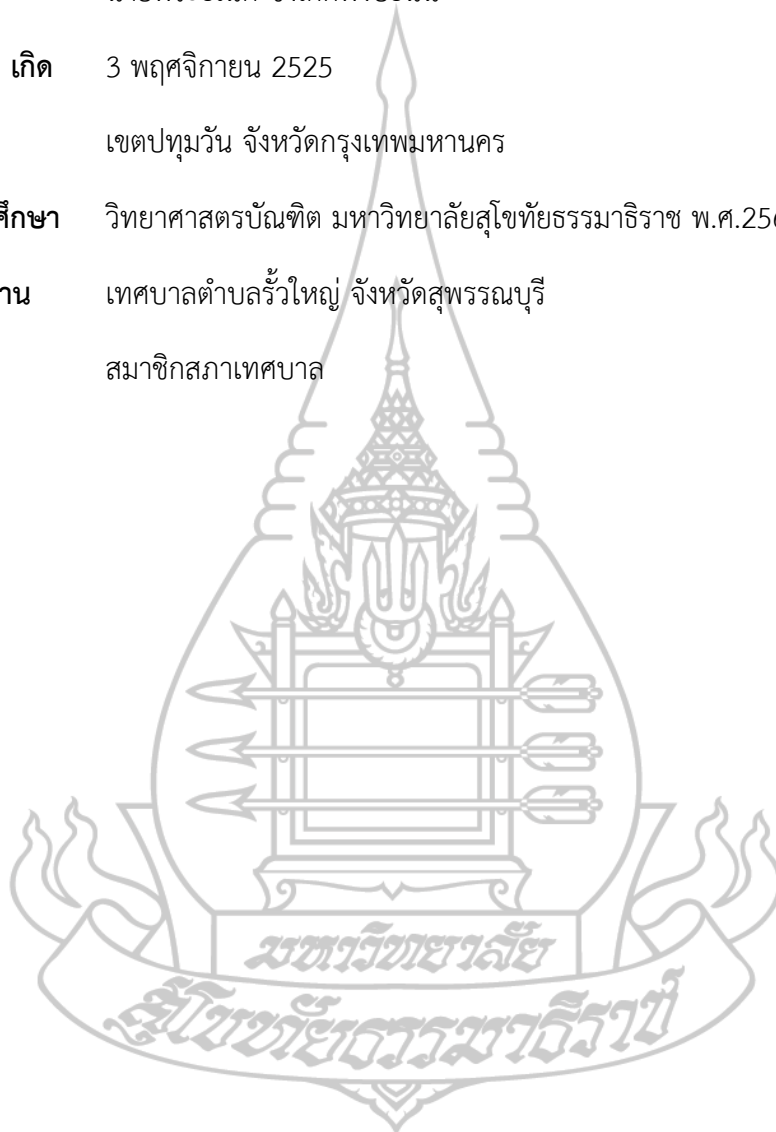 เกิด 3 พฤศจิกายน 2525
เขตปทุมวัน จังหวัดกรุงเทพมหานคร
ศึกษา วิทยาศาสตรบัณฑิต มหาวิทยาลัยสุโขทัยธรรมาธิราช พ.ศ.256
เทศบาลตำบลรั้วใหญ่ จังหวัดสุพรรณบุรี
สมาชิกสภาเทศบาล
มหาวิทยาลัย
สุโขทัยธรรมาธิราช